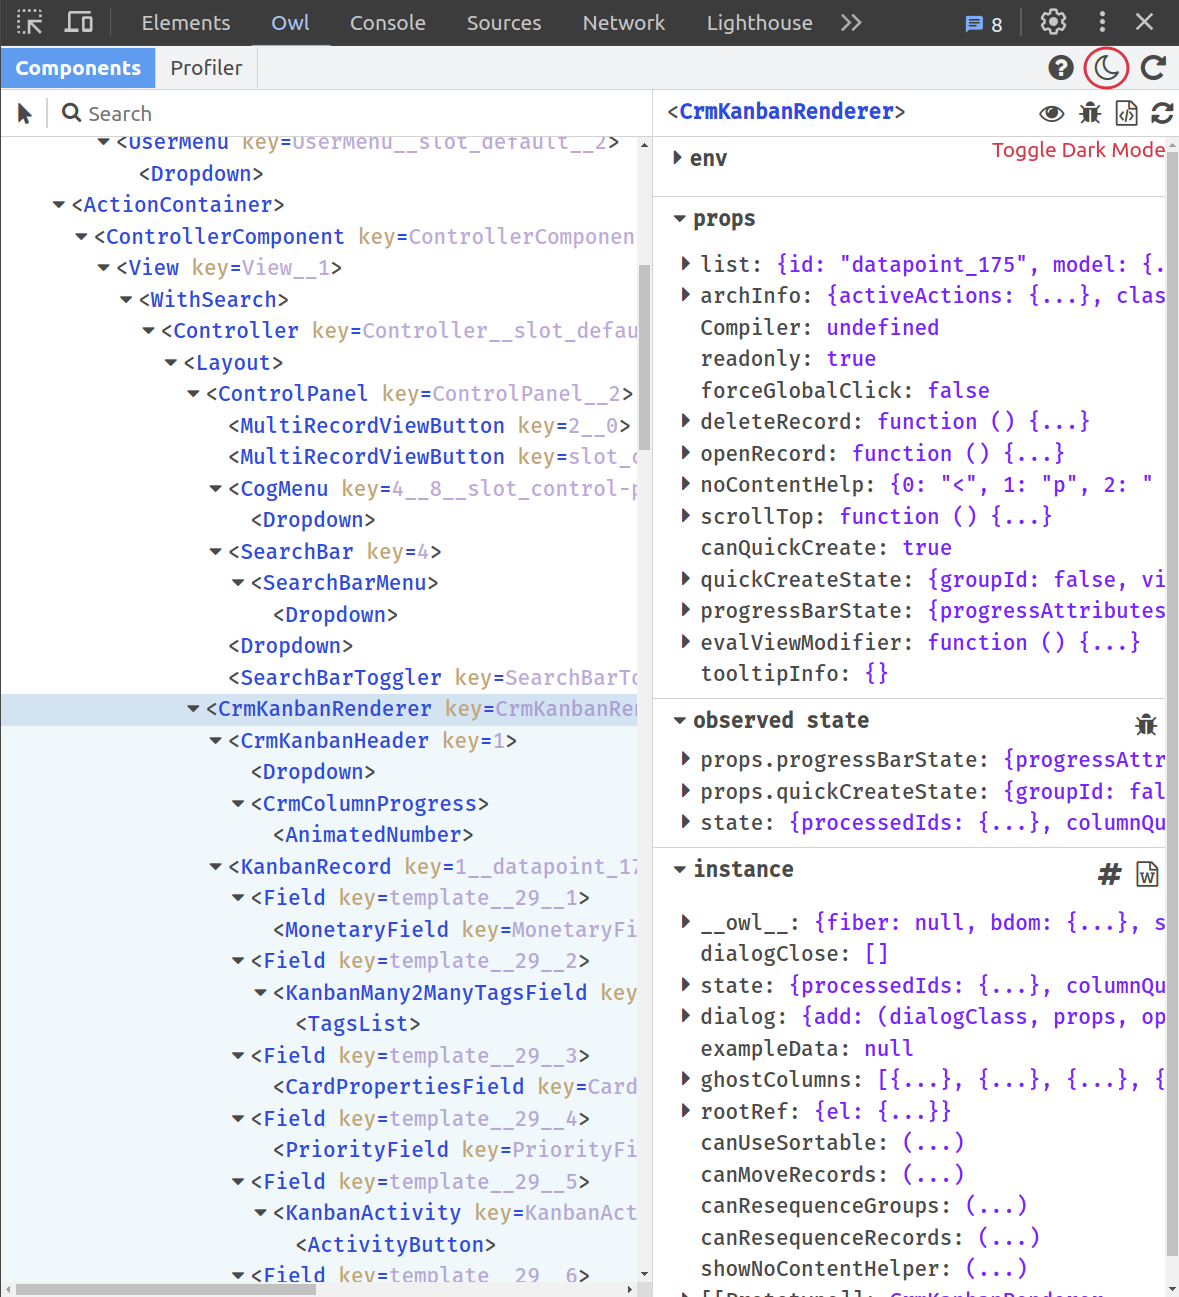 Elements Owl Console Sources Network Lighthouse 8
Components Profiler
Search
<UserMenu key=UserMenu__slot_default__2>
<Dropdown>
<ActionContainer>
<ControllerComponent key=ControllerComponen
<View key=View__1>
<WithSearch>
<Controller key=Controller__slot_defau
<Layout>
<ControlPanel key=ControlPanel__2>
<MultiRecordViewButton key=2__0>
<MultiRecordViewButton key=slot_c
<CogMenu key=4__8__slot_control-p
<Dropdown>
<SearchBar key=4>
<SearchBarMenu>
<Dropdown>
<Dropdown>
<SearchBarToggler key=SearchBarTo
<CrmKanbanRenderer key=CrmKanbanRen
<CrmKanbanHeader key=1>
<Dropdown>
<CrmColumnProgress>
<AnimatedNumber>
<KanbanRecord key=1__datapoint_17
<Field key=template__29__1>
<MonetaryField key=MonetaryFi
<Field key=template__29__2>
<KanbanMany2ManyTagsField key
<TagsList>
<Field key=template__29__3>
<CardPropertiesField key=Card
<Field key=template__29__4>
<PriorityField key=PriorityFi
<Field key=template__29__5>
<KanbanActivity key=KanbanAct
<ActivityButton>
<Field key=template__29__6>
<CrmKanbanRenderer>
Toggle Dark Mode
env
props
list: {id: "datapoint_175", model: {.
archInfo: {activeActions: {...}, clas
Compiler: undefined
readonly: true
forceGlobalClick: false
deleteRecord: function () {...}
openRecord: function () {...}
noContentHelp: {0: "<", 1: "p", 2: "
scrollTop: function () {...}
canQuickCreate: true
quickCreateState: {groupId: false, vi
progressBarState: {progressAttributes
evalViewModifier: function () {...}
tooltipInfo: {}
observed state
props.progressBarState: {progressAttr
props.quickCreateState: {groupId: fal
state: {processedIds: {...}, columnQu
instance # W
__owl__: {fiber: null, bdom: {...}, s
dialogClose: []
state: {processedIds: {...}, columnQu
dialog: {add: (dialogClass, props, op
exampleData: null
ghostColumns: [{...}, {...}, {...}, {
rootRef: {el: {...}}
canUseSortable: (...)
canMoveRecords: (...)
canResequenceGroups: (...)
canResequenceRecords: (...)
showNoContentHelper: (...)
[[Prototype]]: CrmKanbanRenderer